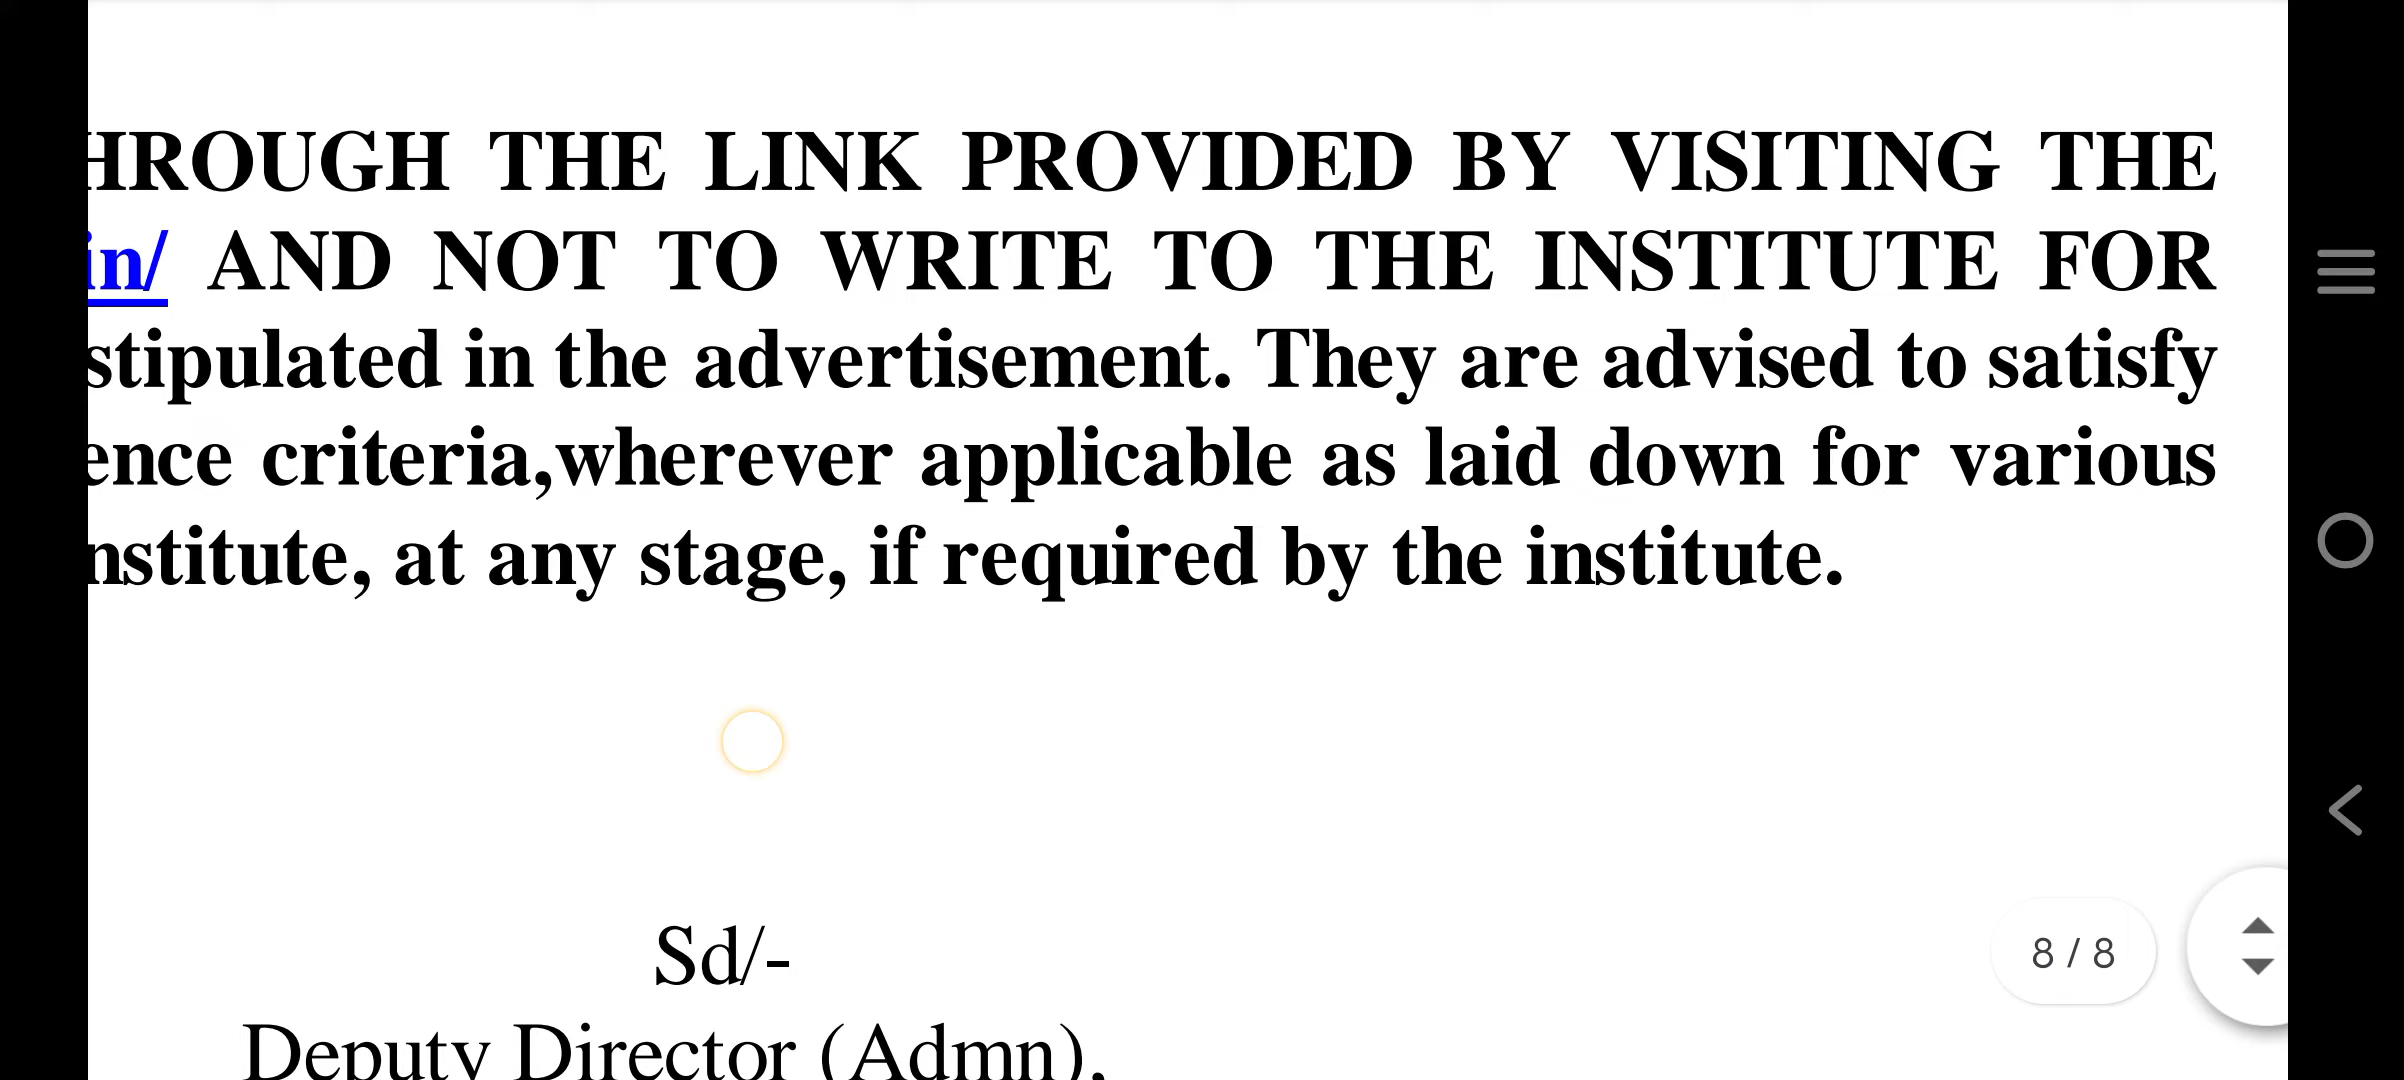 HROUGH THE LINK PROVIDED BY VISITING THE
in/ AND NOT TO WRITE TO THE INSTITUTE FOR
stipulated in the advertisement. They are advised to satisfy
ence criteria,wherever applicable as laid down for various
nstitute, at any stage, if required by the institute.
Sd/-
8 / 8
Deputy Director (Admn),